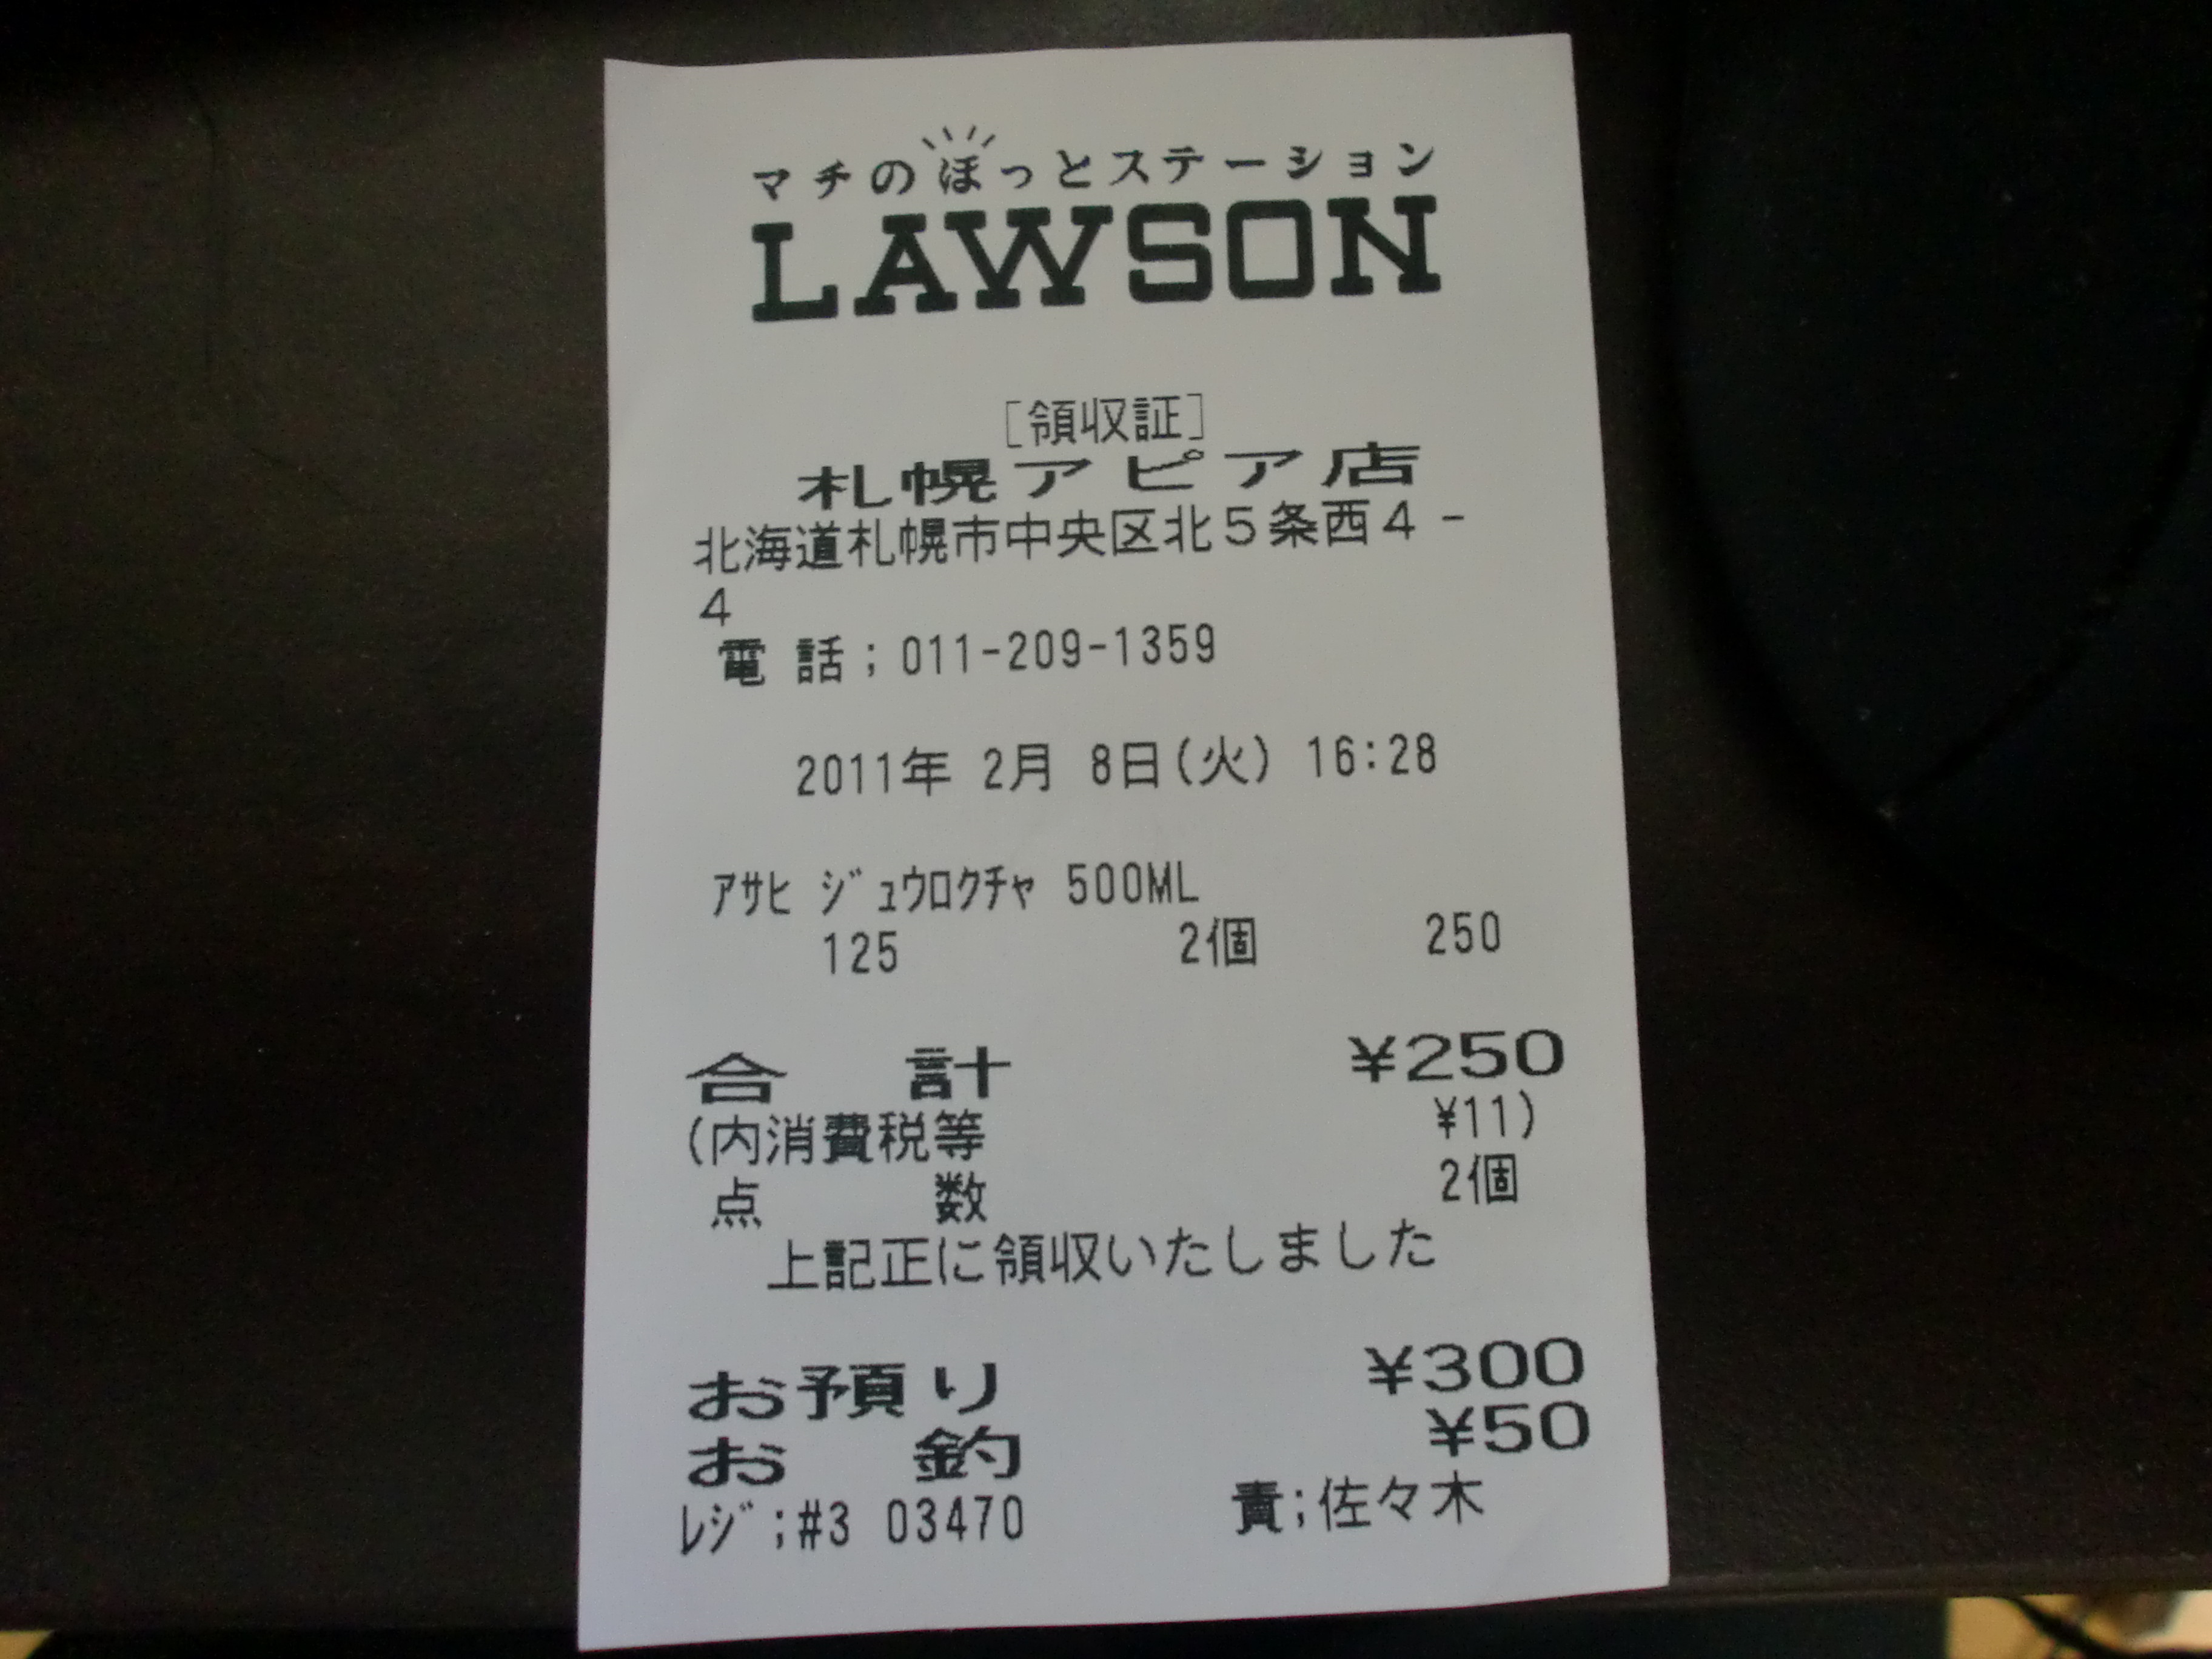 マチのほっとステーション
LAWSON
[領収証]
札幌アピア店
北海道札幌市中央区北5条西4-
4
電 話;011-209-1359
2011年 2月 8日(火) 16:28
ｱｻﾋ ｼﾞｭｳﾛｸﾁｬ 500ML
125 2個 250
合 計 ¥250
(内消費税等 ¥11)
点 数 2個
上記正に領収いたしました
お預り ¥300
お 釣 ¥50
ﾚｼﾞ;#3 03470 責;佐々木